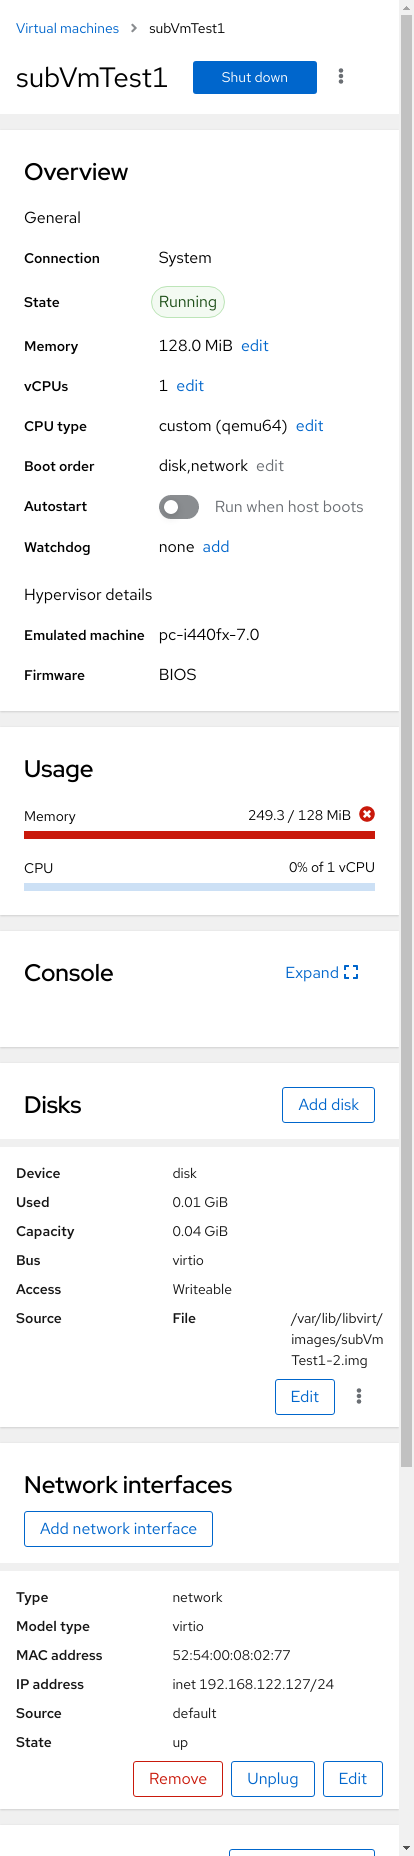 Virtual machines > subVmTest1
subVmTest1 Shut down
Overview
General
Connection System
State Running
Memory 128.0 MiB edit
vCPUs 1 edit
CPU type custom (qemu64) edit
Boot order disk,network edit
Autostart Run when host boots
Watchdog none add
Hypervisor details
Emulated machine pc-i440fx-7.0
Firmware BIOS
Usage
Memory 249.3 / 128 MiB
CPU 0% of 1 vCPU
Console Expand
Disks Add disk
Device disk
Used 0.01 GiB
Capacity 0.04 GiB
Bus virtio
Access Writeable
Source File /var/lib/libvirt/
images/subVm
Test1-2.img
Edit
Network interfaces
Add network interface
Type network
Model type virtio
MAC address 52:54:00:08:02:77
IP address inet 192.168.122.127/24
Source default
State up
Remove Unplug Edit